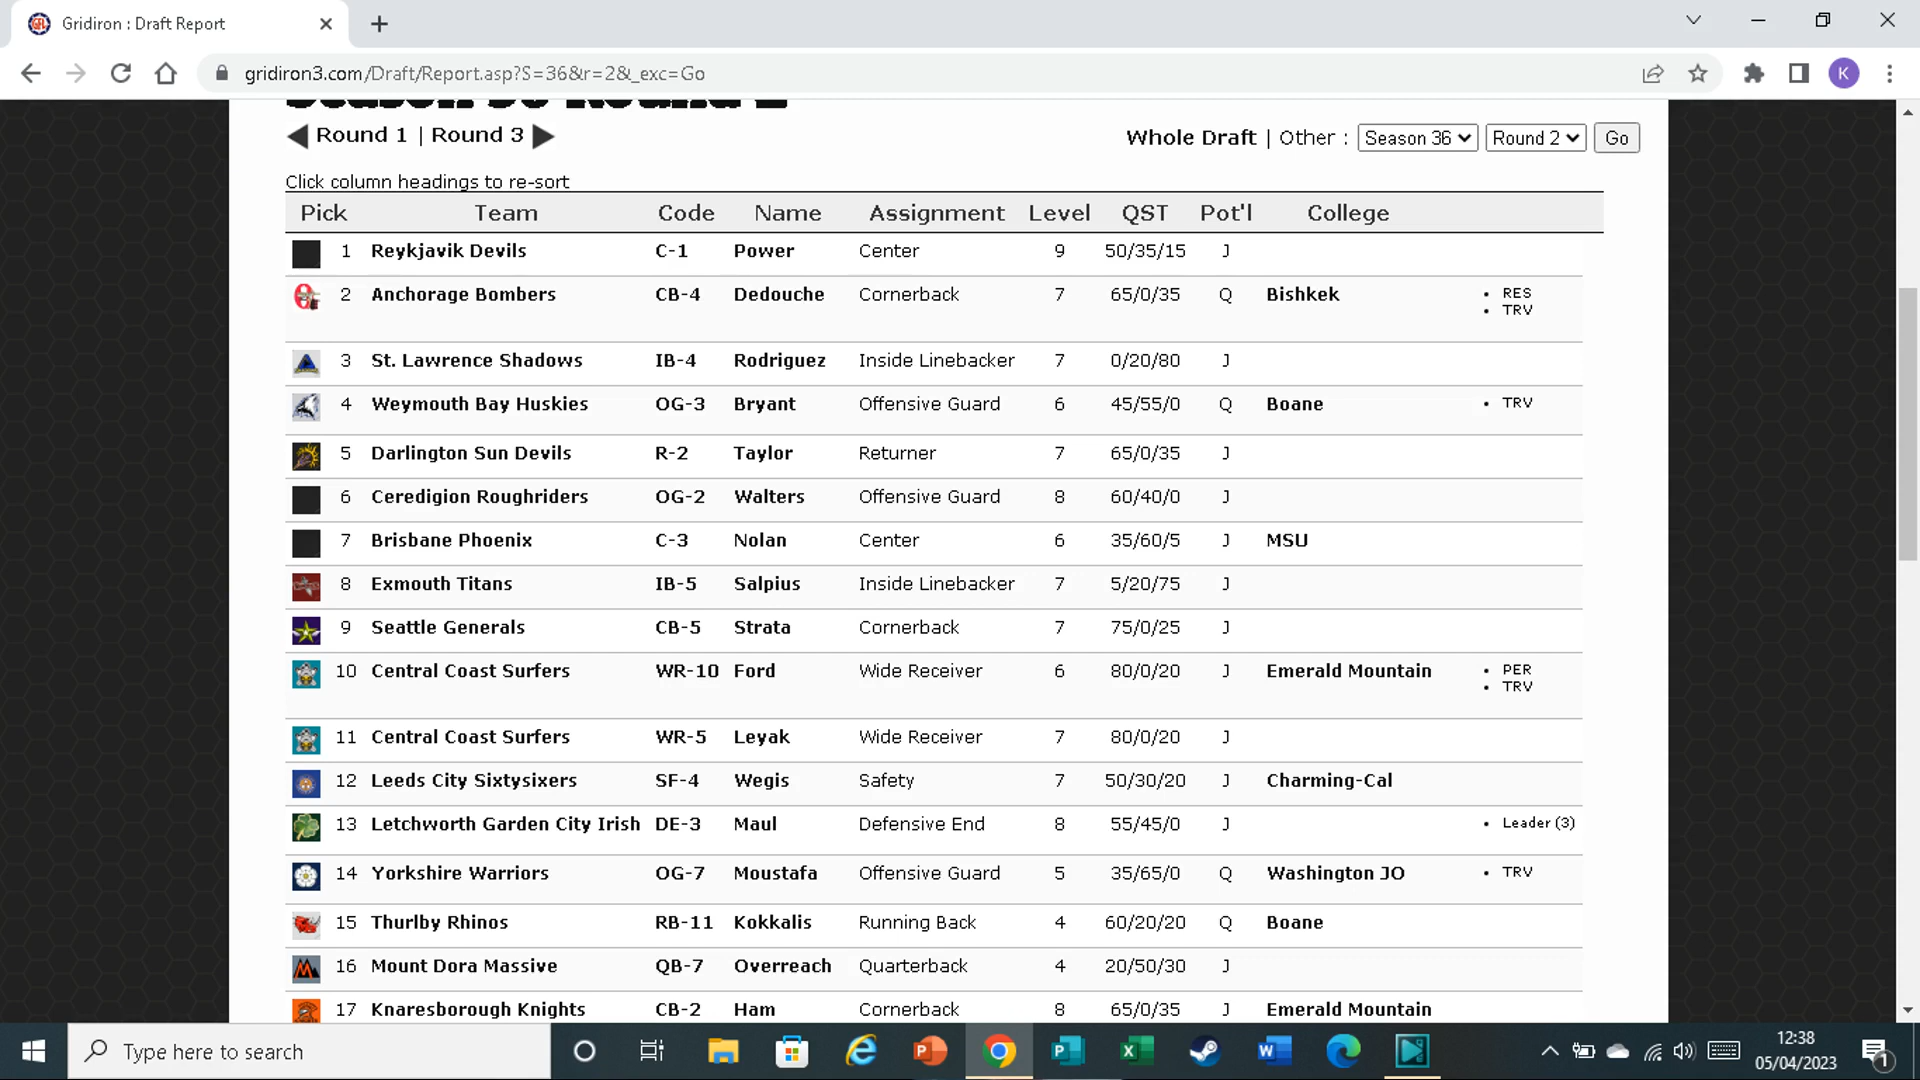 Gridiron : Draft Report
gridiron3.com/Draft/Report.asp?S=36&r=2&_exc=Go
K
Round 1 | Round 3
Whole Draft | Other : Season 36 Round 2 Go
Click column headings to re-sort
Pick Team Code Name Assignment Level QST Pot'l College
1 Reykjavik Devils C-1 Power Center 9 50/35/15 J
2 Anchorage Bombers CB-4 Dedouche Cornerback 7 65/0/35 Q Bishkek • RES
• TRV
3 St. Lawrence Shadows IB-4 Rodriguez Inside Linebacker 7 0/20/80 J
4 Weymouth Bay Huskies OG-3 Bryant Offensive Guard 6 45/55/0 Q Boane • TRV
5 Darlington Sun Devils R-2 Taylor Returner 7 65/0/35 J
6 Ceredigion Roughriders OG-2 Walters Offensive Guard 8 60/40/0 J
7 Brisbane Phoenix C-3 Nolan Center 6 35/60/5 J MSU
8 Exmouth Titans IB-5 Salpius Inside Linebacker 7 5/20/75 J
9 Seattle Generals CB-5 Strata Cornerback 7 75/0/25 J
10 Central Coast Surfers WR-10 Ford Wide Receiver 6 80/0/20 J Emerald Mountain • PER
• TRV
11 Central Coast Surfers WR-5 Leyak Wide Receiver 7 80/0/20 J
12 Leeds City Sixtysixers SF-4 Wegis Safety 7 50/30/20 J Charming-Cal
13 Letchworth Garden City Irish DE-3 Maul Defensive End 8 55/45/0 J • Leader (3)
14 Yorkshire Warriors OG-7 Moustafa Offensive Guard 5 35/65/0 Q Washington JO • TRV
15 Thurlby Rhinos RB-11 Kokkalis Running Back 4 60/20/20 Q Boane
16 Mount Dora Massive QB-7 Overreach Quarterback 4 20/50/30 J
17 Knaresborough Knights CB-2 Ham Cornerback 8 65/0/35 J Emerald Mountain
Type here to search
12:38
05/04/2023
1